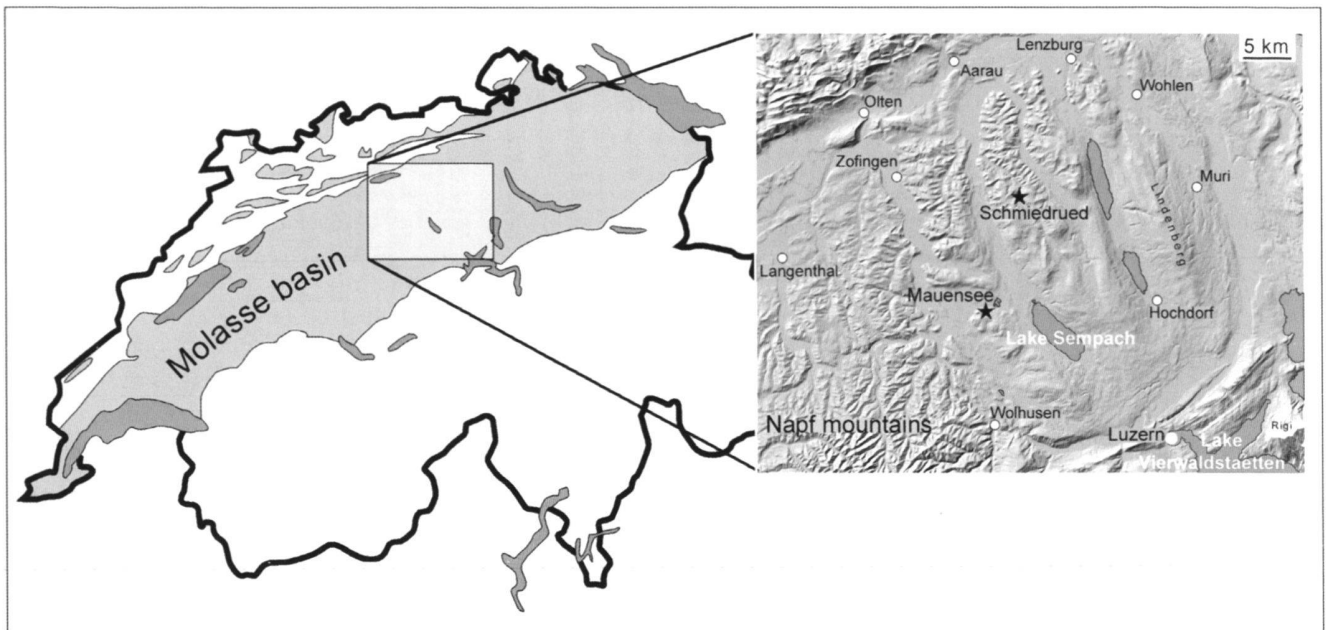 Molasse basin
5 km
Lenzburg
Aarau
Wohlen
Olten
Zofingen
Muri
Lindenberg
Schmiedrued
Langenthal
Mauensee
Hochdorf
Lake Sempach
Wolhusen
Napf mountains
Luzern
Rigi
Lake
Vierwaldstaetten